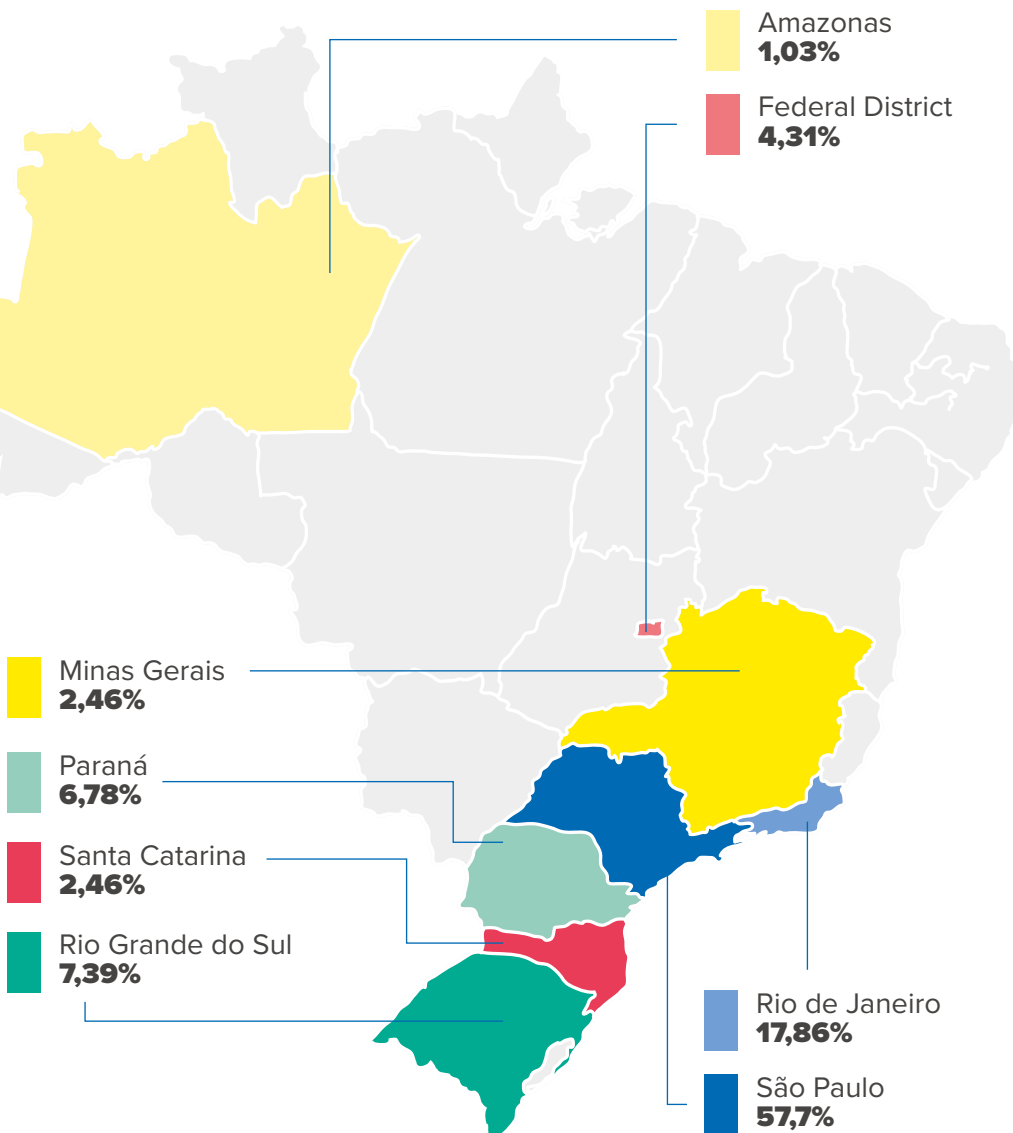 Amazonas
1,03%
Federal District
4,31%
Minas Gerais
2,46%
Paraná
6,78%
Santa Catarina
2,46%
Rio Grande do Sul
7,39%
Rio de Janeiro
17,86%
São Paulo
57,7%